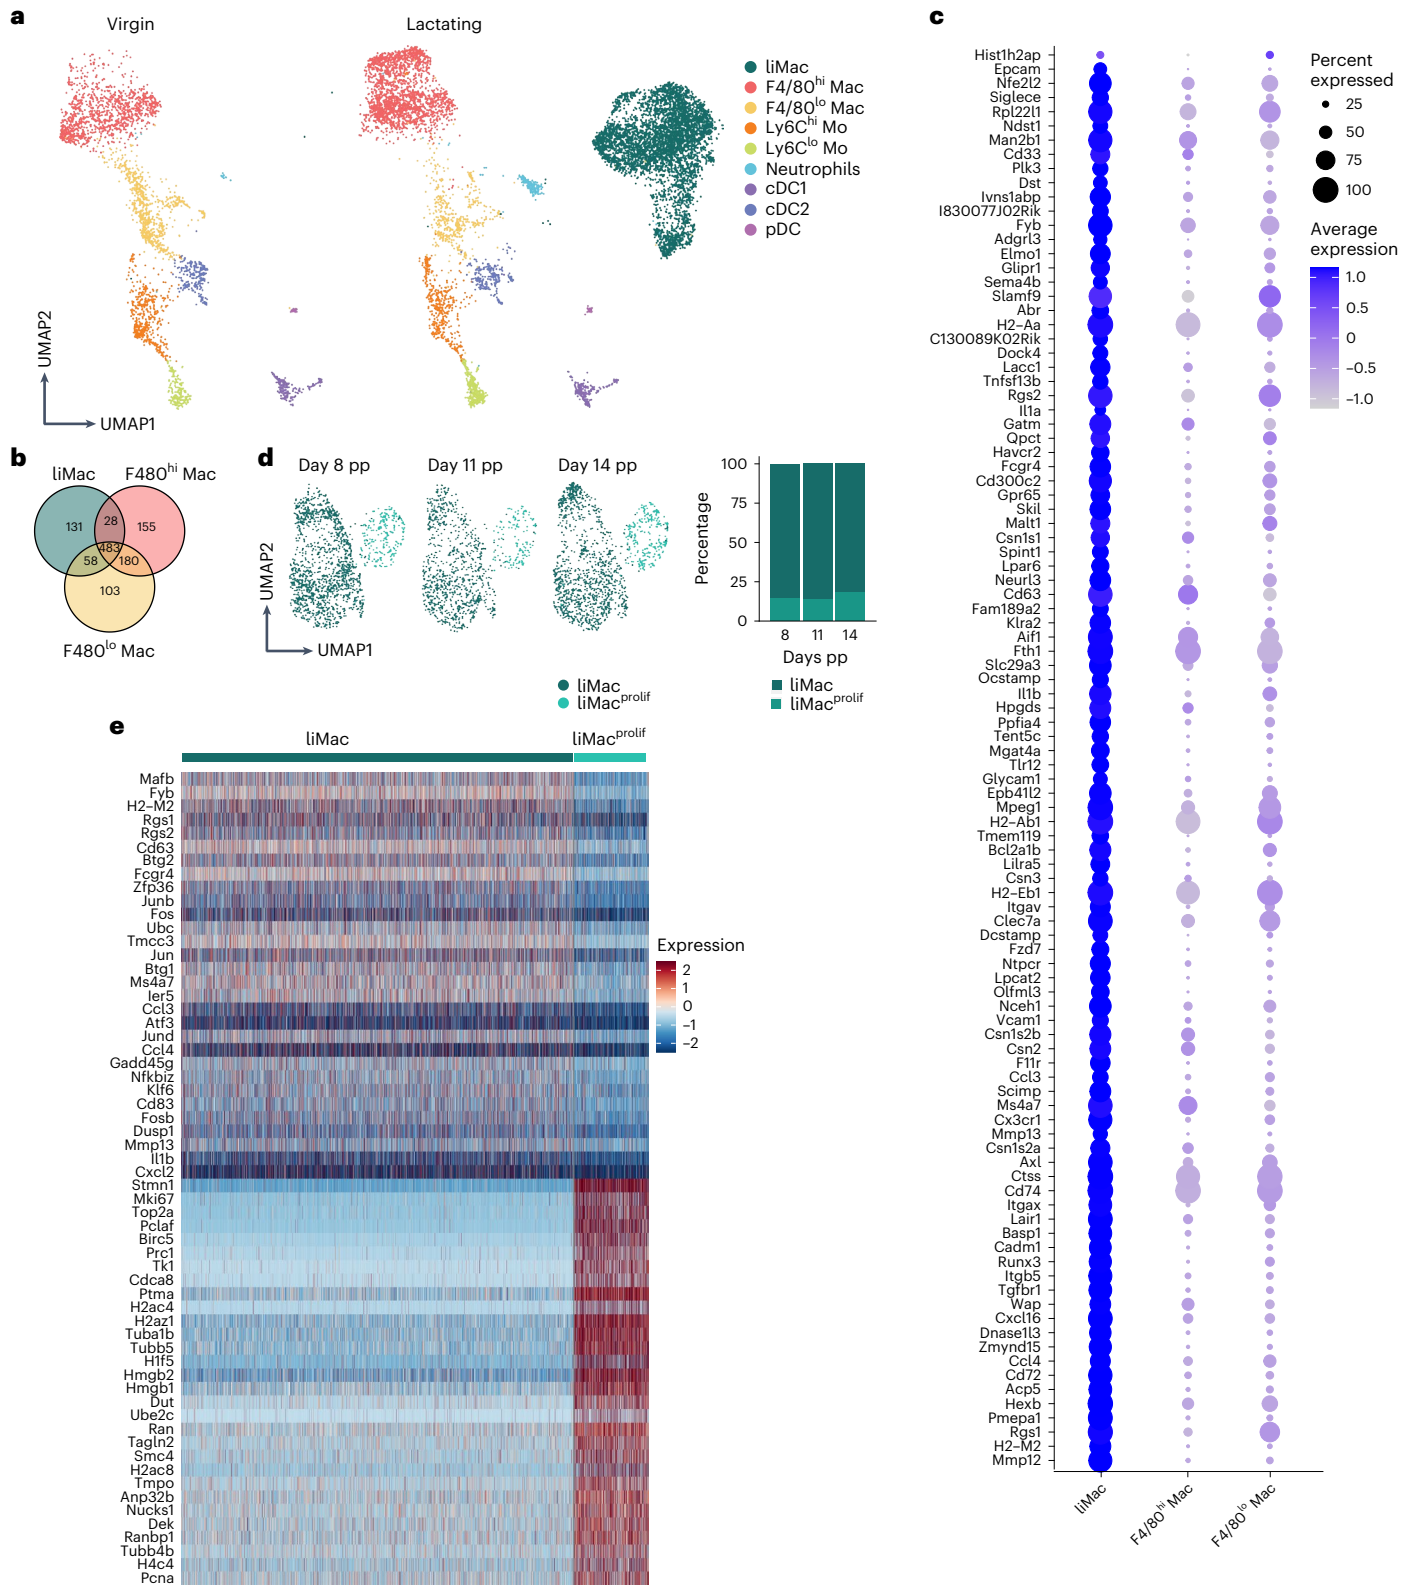 a
Virgin
Lactating
liMac
F4/80hi Mac
F4/80lo Mac
Ly6Chi Mo
Ly6Clo Mo
Neutrophils
cDC1
cDC2
pDC
UMAP2
UMAP1
b
liMac
F480hi Mac
131
28
155
483
58
180
103
F480lo Mac
d
Day 8 pp
Day 11 pp
Day 14 pp
UMAP2
UMAP1
liMac
liMacprolif
Percentage
100
75
50
25
0
8
11
14
Days pp
liMac
liMacprolif
e
liMac
liMacprolif
Mafb
Fyb
H2–M2
Rgs1
Rgs2
Cd63
Btg2
Fcgr4
Zfp36
Junb
Fos
Ubc
Tmcc3
Jun
Btg1
Ms4a7
Ier5
Ccl3
Atf3
Jund
Ccl4
Gadd45g
Nfkbiz
Klf6
Cd83
Fosb
Dusp1
Mmp13
Il1b
Cxcl2
Stmn1
Mki67
Top2a
Pclaf
Birc5
Prc1
Tk1
Cdca8
Ptma
H2ac4
H2az1
Tuba1b
Tubb5
H1f5
Hmgb2
Hmgb1
Dut
Ube2c
Ran
Tagln2
Smc4
H2ac8
Tmpo
Anp32b
Nucks1
Dek
Ranbp1
Tubb4b
H4c4
Pcna
Expression
2
1
0
–1
–2
c
Hist1h2ap
Epcam
Nfe2l2
Siglece
Rpl22l1
Ndst1
Man2b1
Cd33
Plk3
Dst
Ivns1abp
I830077J02Rik
Fyb
Adgrl3
Elmo1
Glipr1
Sema4b
Slamf9
Abr
H2–Aa
C130089K02Rik
Dock4
Lacc1
Tnfsf13b
Rgs2
Il1a
Gatm
Qpct
Havcr2
Fcgr4
Cd300c2
Gpr65
Skil
Malt1
Csn1s1
Spint1
Lpar6
Neurl3
Cd63
Fam189a2
Klra2
Aif1
Fth1
Slc29a3
Ocstamp
Il1b
Hpgds
Ppfia4
Tent5c
Mgat4a
Tlr12
Glycam1
Epb41l2
Mpeg1
H2–Ab1
Tmem119
Bcl2a1b
Lilra5
Csn3
H2–Eb1
Itgav
Clec7a
Dcstamp
Fzd7
Ntpcr
Lpcat2
Olfml3
Nceh1
Vcam1
Csn1s2b
Csn2
F11r
Ccl3
Scimp
Ms4a7
Cx3cr1
Mmp13
Csn1s2a
Axl
Ctss
Cd74
Itgax
Lair1
Basp1
Cadm1
Runx3
Itgb5
Tgfbr1
Wap
Cxcl16
Dnase1l3
Zmynd15
Ccl4
Cd72
Acp5
Hexb
Pmepa1
Rgs1
H2–M2
Mmp12
liMac
F4/80hi Mac
F4/80lo Mac
Percent
expressed
25
50
75
100
Average
expression
1.0
0.5
0
–0.5
–1.0